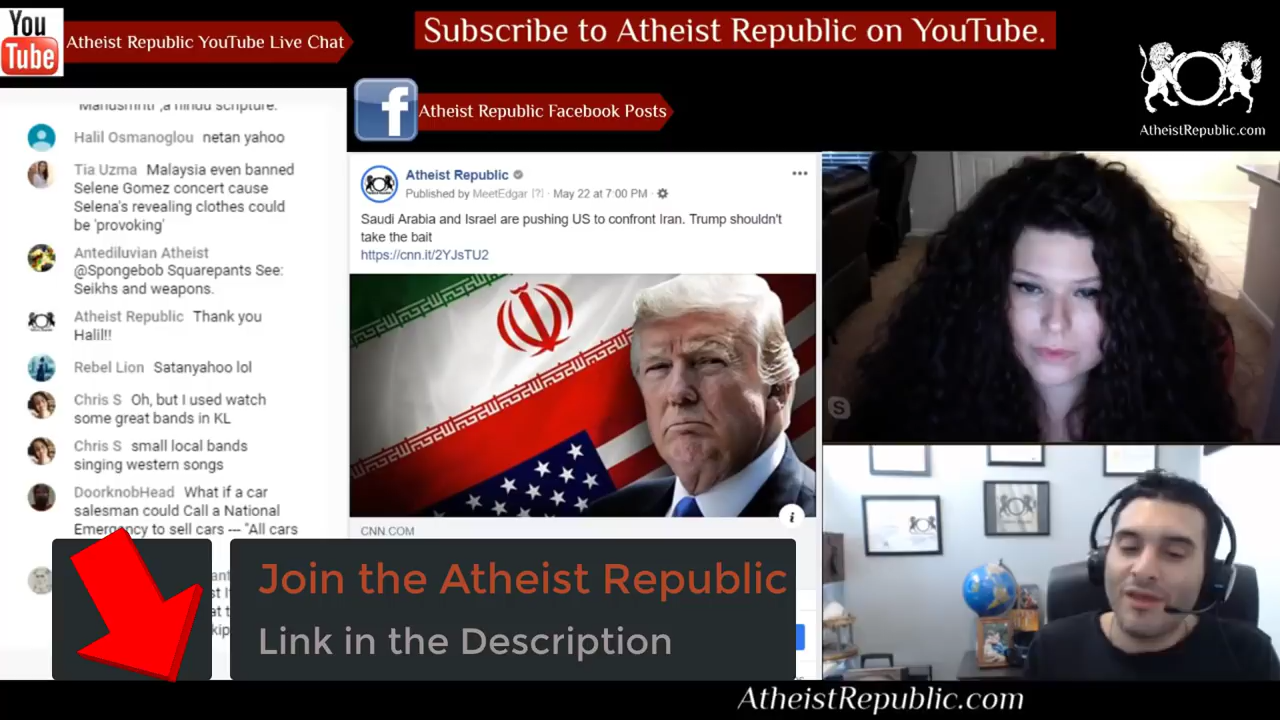 You
Tube
Atheist Republic YouTube Live Chat
Subscribe to Atheist Republic on YouTube.
AtheistRepublic.com
f
Atheist Republic Facebook Posts
Manusmriti ,a hindu scripture.
Halil Osmanoglou netan yahoo
Tia Uzma Malaysia even banned
Selene Gomez concert cause
Selena's revealing clothes could
be 'provoking'
Antediluvian Atheist
@Spongebob Squarepants See:
Seikhs and weapons.
Atheist Republic Thank you
Halil!!
Rebel Lion Satanyahoo lol
Chris S Oh, but I used watch
some great bands in KL
Chris S small local bands
singing western songs
DoorknobHead What if a car
salesman could Call a National
Emergency to sell cars --- "All cars
Atheist Republic
Published by MeetEdgar [?] · May 22 at 7:00 PM ·
Saudi Arabia and Israel are pushing US to confront Iran. Trump shouldn't
take the bait
https://cnn.it/2YJsTU2
CNN.COM
Join the Atheist Republic
Link in the Description
AtheistRepublic.com